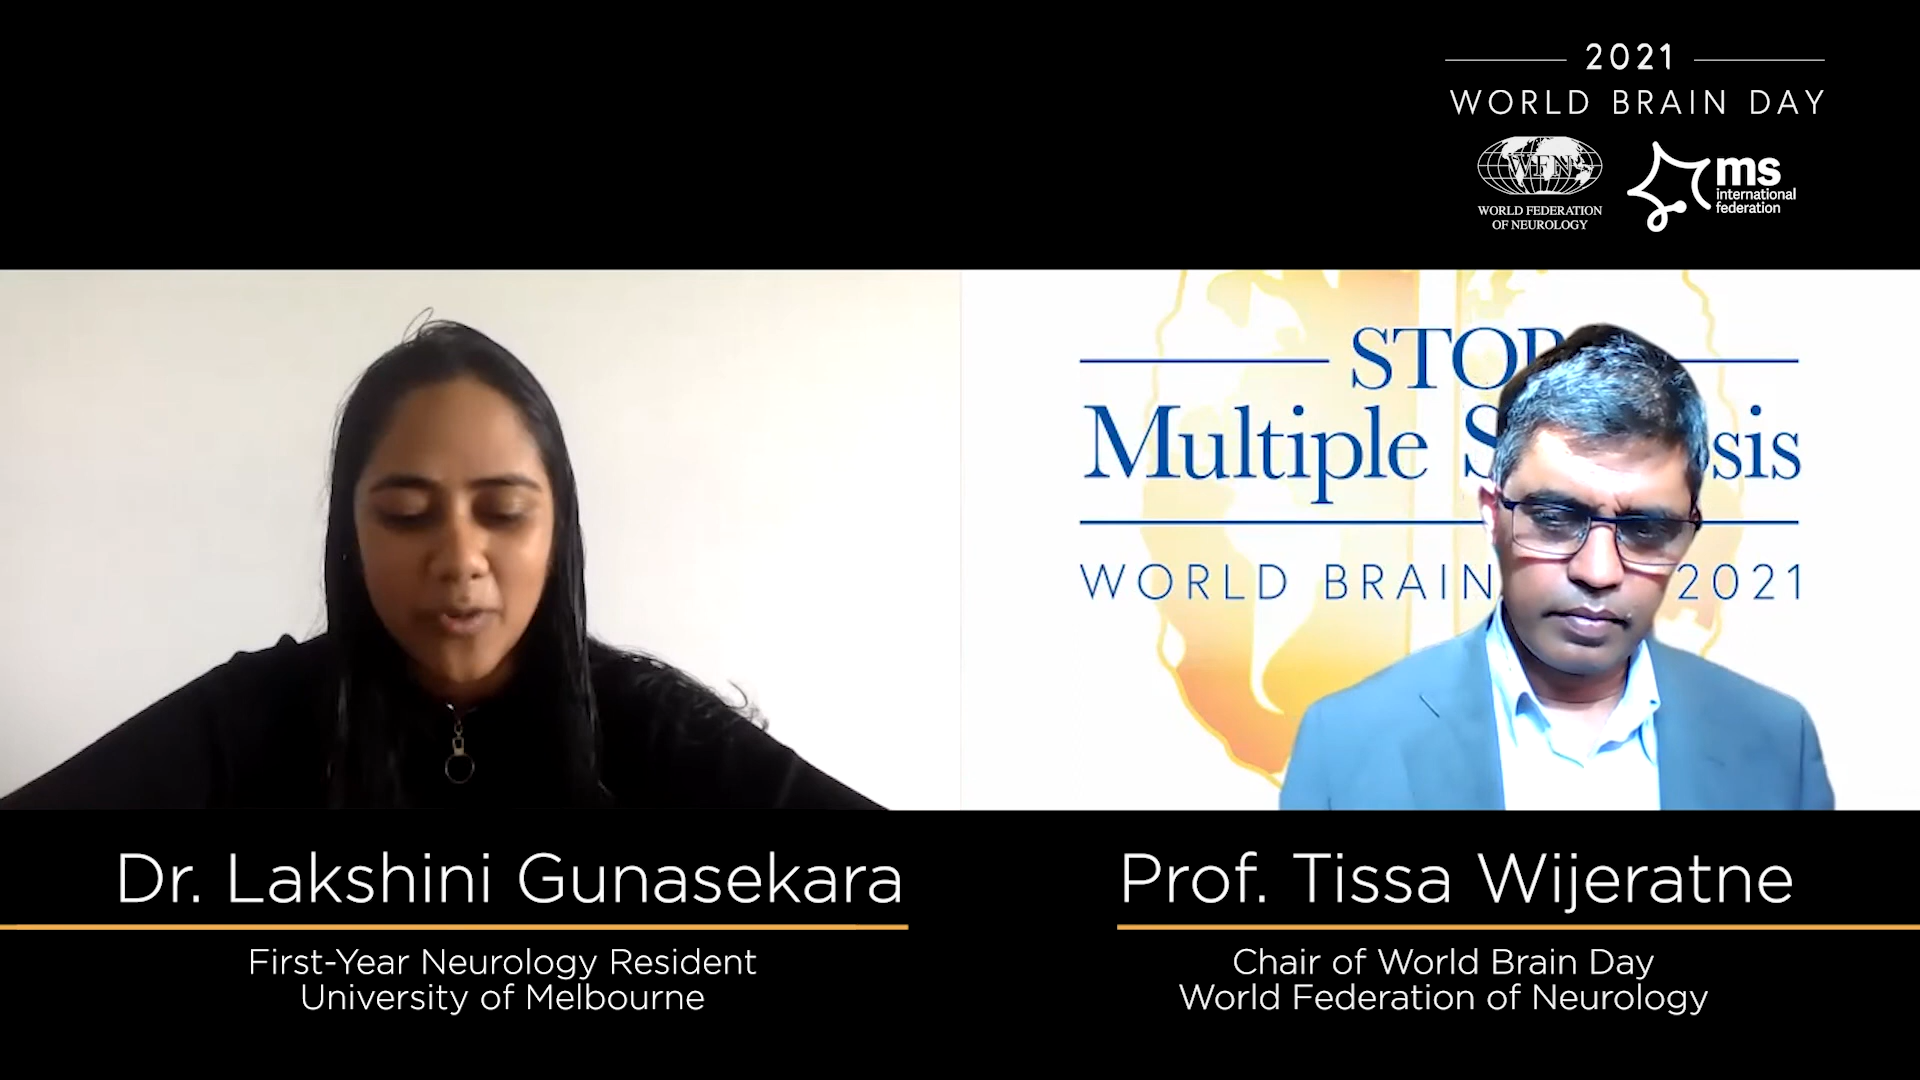 2021
WORLD BRAIN DAY
WFN
WORLD FEDERATION
OF NEUROLOGY
ms
international
federation
STOP
Multiple S sis
WORLD BRAIN 2021
Dr. Lakshini Gunasekara
First-Year Neurology Resident
University of Melbourne
Prof. Tissa Wijeratne
Chair of World Brain Day
World Federation of Neurology